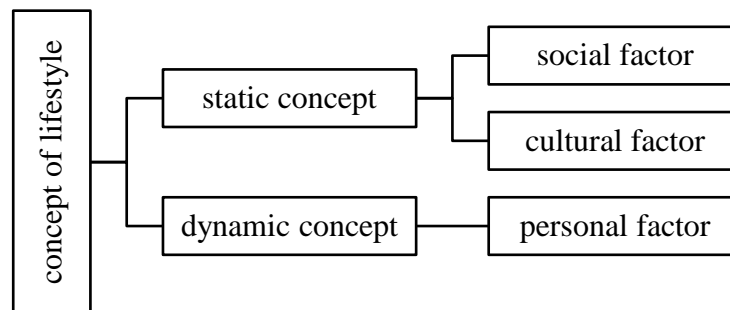 concept of lifestyle
static concept
social factor
cultural factor
dynamic concept
personal factor